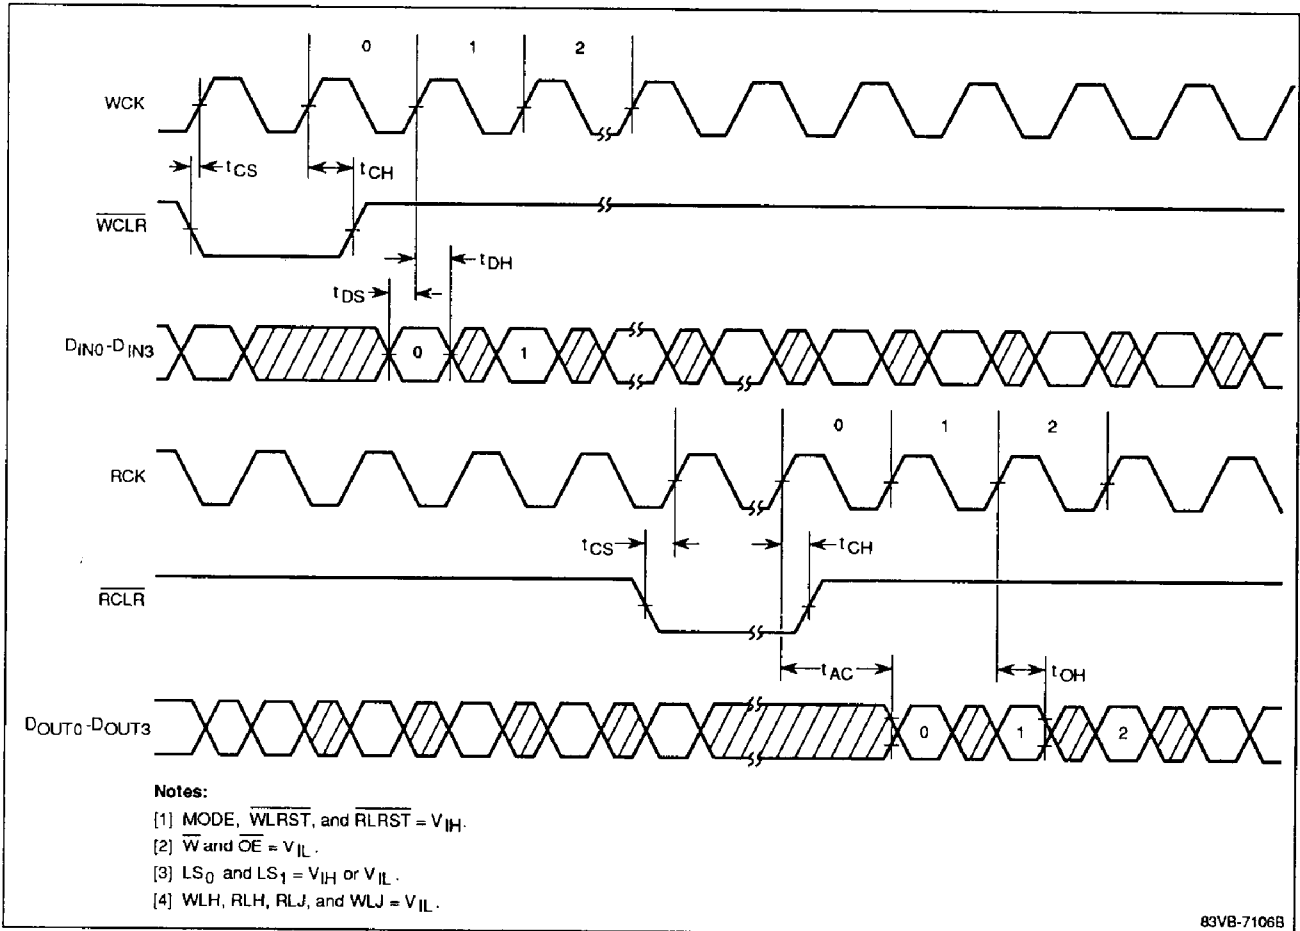 0 1 2
WCK
tCS tCH
WCLR
tDH
tDS
DIN0-DIN3
0 1
0 1 2
RCK
tCS tCH
RCLR
tAC tOH
DOUT0-DOUT3
0 1 2
Notes:
[1] MODE, WLRST, and RLRST = VIH.
[2] W and OE = VIL.
[3] LS0 and LS1 = VIH or VIL.
[4] WLH, RLH, RLJ, and WLJ = VIL.
83VB-7106B